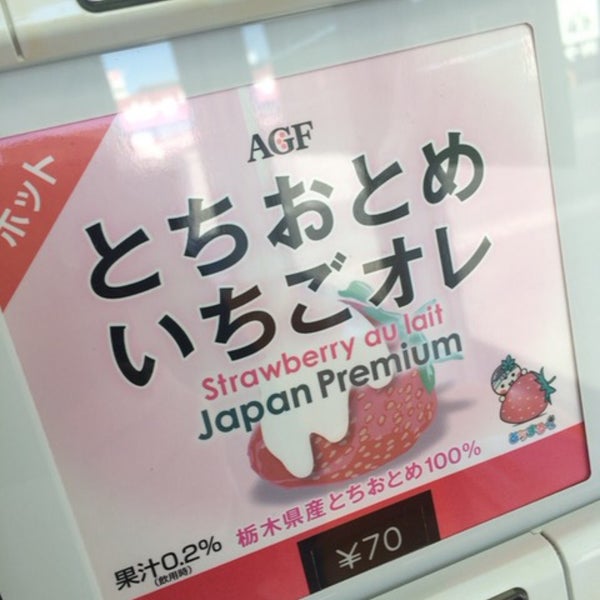 AGF
ホット
とちおとめ
いちごオレ
Strawberry au lait
Japan Premium
栃木県産とちおとめ100%
果汁0.2%
(飲用時)
¥70